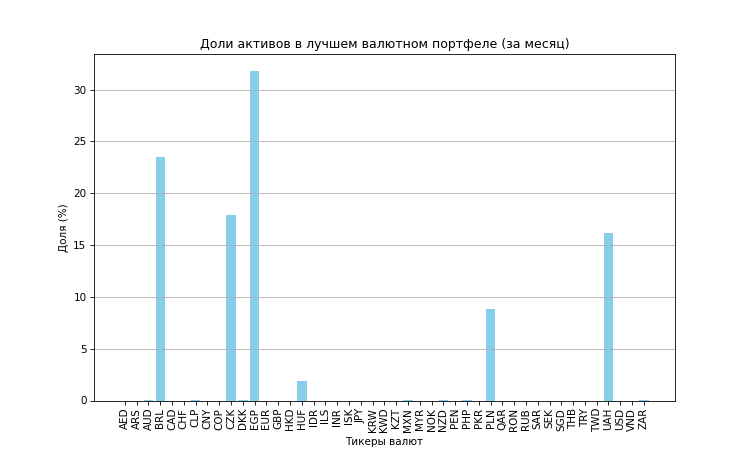 Доли активов в лучшем валютном портфеле (за месяц)
Доля (%)
30
25
20
15
10
5
0
AED
ARS
AUD
BRL
CAD
CHF
CLP
CNY
COP
CZK
DKK
EGP
EUR
GBP
HKD
HUF
IDR
ILS
INR
ISK
JPY
KRW
KWD
KZT
MXN
MYR
NOK
NZD
PEN
PHP
PKR
PLN
QAR
RON
RUB
SAR
SEK
SGD
THB
TRY
TWD
UAH
USD
VND
ZAR
Тикеры валют